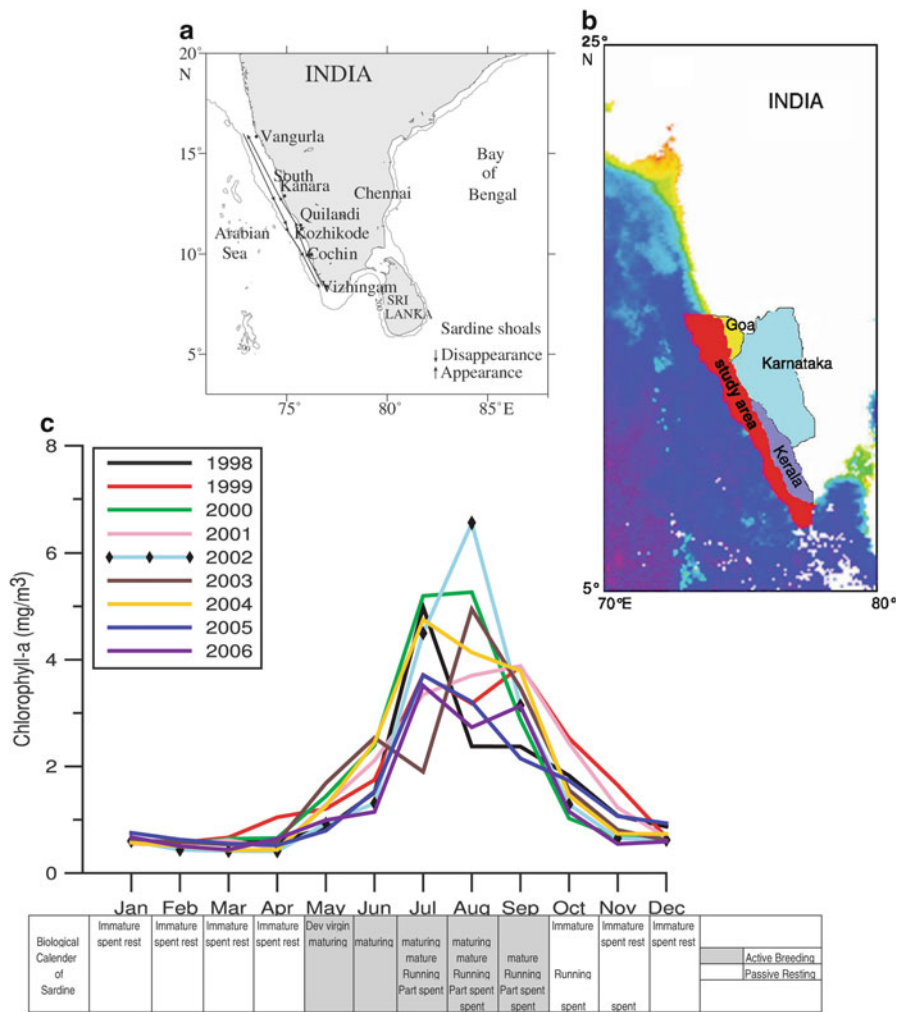 a
20°
N
INDIA
Vangurla
15°
South
Kanara
Chennai
Bay
of
Bengal
Quilandi
Kozhikode
Arabian
Sea
10°
Cochin
Vizhingam
200
SRI
LANKA
Sardine shoals
Disappearance
Appearance
5°
75°
80°
85°E
b
25°
N
INDIA
Goa
Karnataka
study area
Kerala
5°
70°E
80°
c
8
6
4
2
0
Chlorophyll-a (mg/m³)
1998
1999
2000
2001
2002
2003
2004
2005
2006
Jan Feb Mar Apr May Jun Jul Aug Sep Oct Nov Dec
Biological
Calender
of
Sardine
Immature
spent rest
Immature
spent rest
Immature
spent rest
Immature
spent rest
Dev virgin
maturing
maturing
maturing
mature
Running
Part spent
maturing
mature
Running
Part spent
spent
mature
Running
Part spent
spent
Immature
Running
spent
Immature
spent rest
spent
Immature
spent rest
Active Breeding
Passive Resting